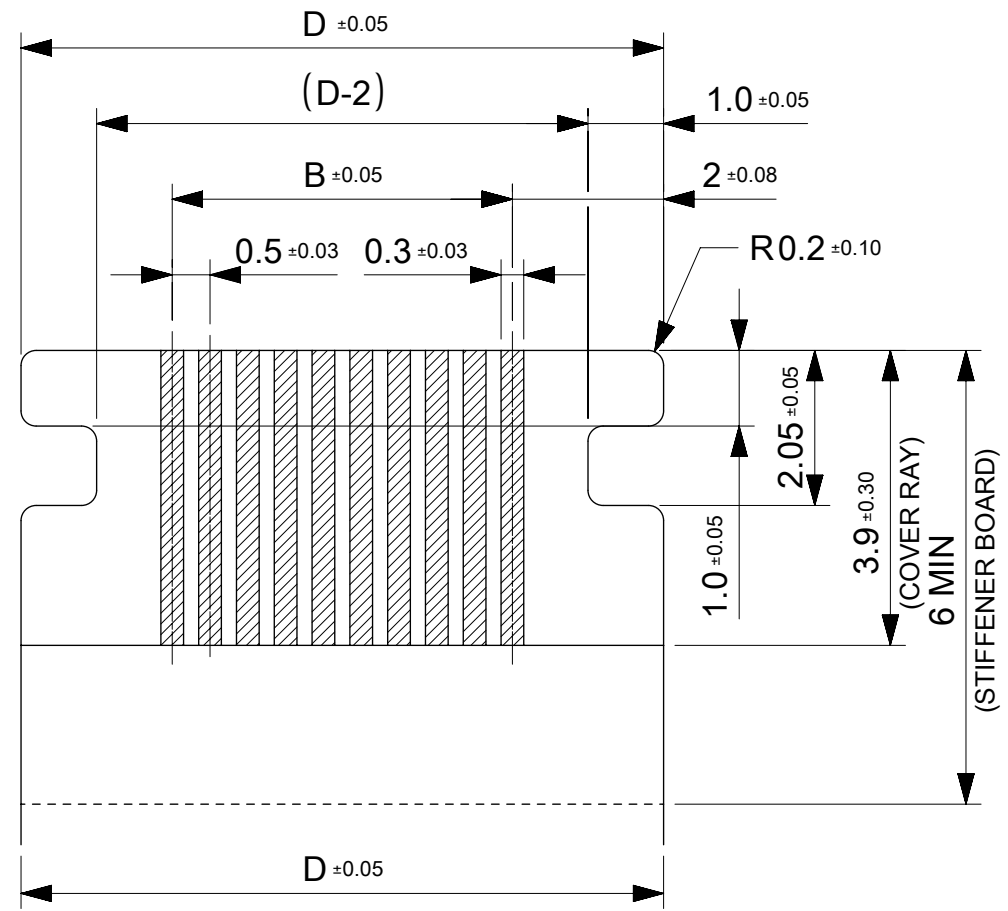 D ±0.05
(D-2)
1.0 ±0.05
B ±0.05
2 ±0.08
0.5 ±0.03
0.3 ±0.03
R0.2 ±0.10
1.0 ±0.05
2.05 ±0.05
3.9 ±0.30
(COVER RAY)
6 MIN
(STIFFENER BOARD)
D ±0.05